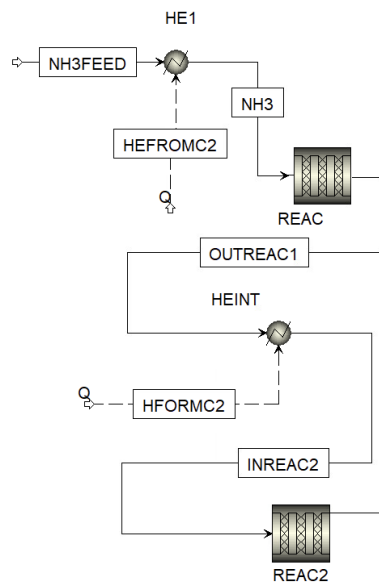 HE1
NH3FEED
NH3
HEFROMC2
Q
REAC
OUTREAC1
HEINT
Q
HFORMC2
INREAC2
REAC2